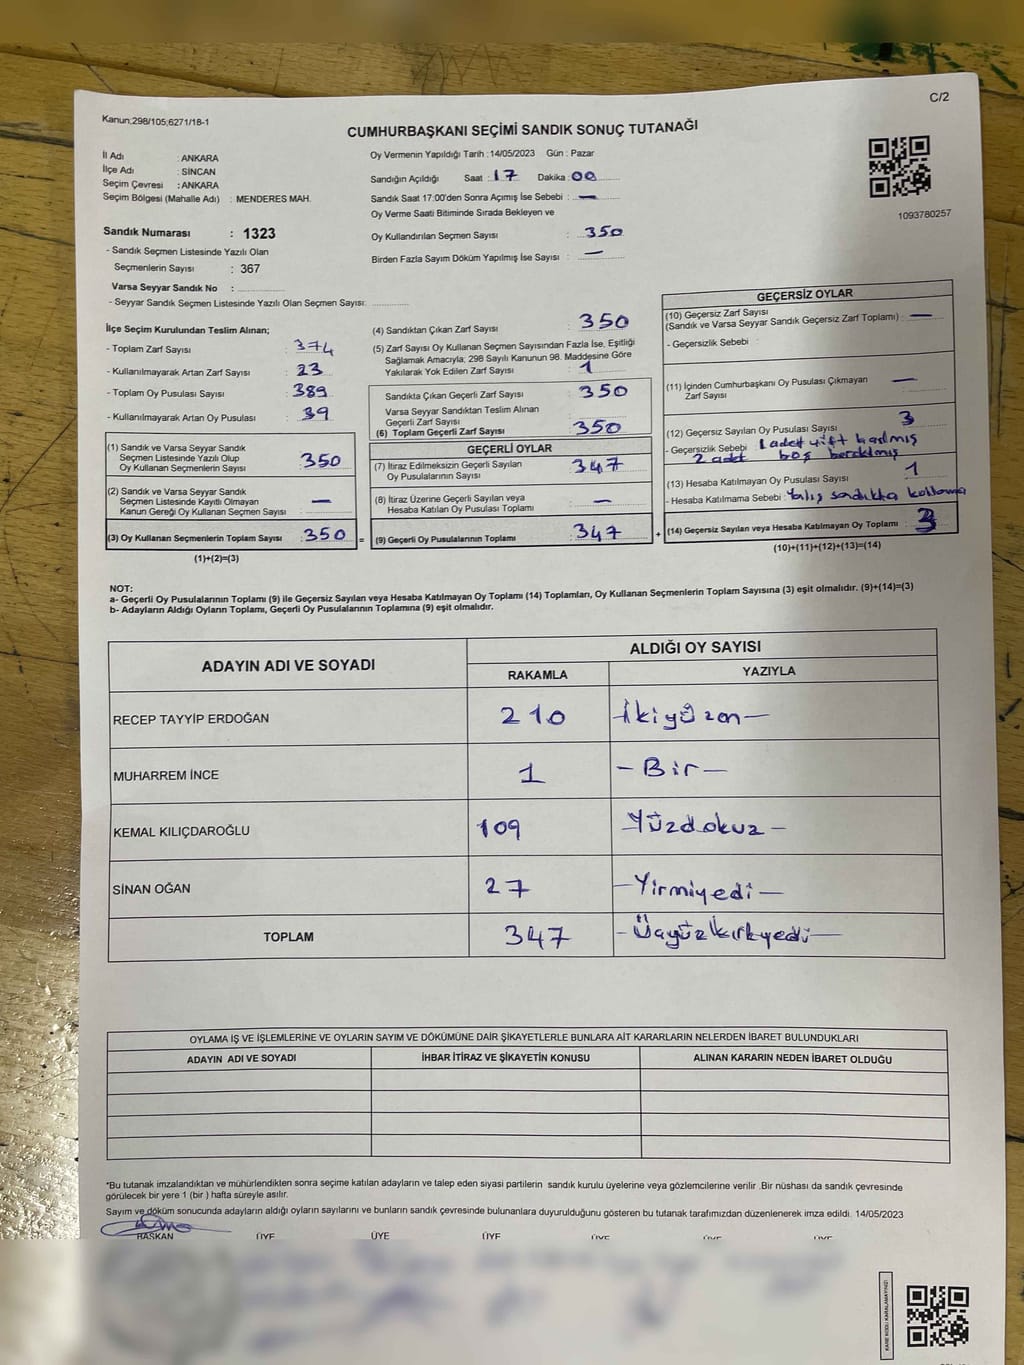 C/2
Kanun;298/105;6271/18-1
CUMHURBAŞKANI SEÇİMİ SANDIK SONUÇ TUTANAĞI
İl Adı : ANKARA
İlçe Adı : SİNCAN
Seçim Çevresi : ANKARA
Seçim Bölgesi (Mahalle Adı) : MENDERES MAH.
Oy Vermenin Yapıldığı Tarih :14/05/2023 Gün : Pazar
Sandığın Açıldığı Saat : 17 Dakika : 00
Sandık Saat 17:00'den Sonra Açımış İse Sebebi : —
Oy Verme Saati Bitiminde Sırada Bekleyen ve
Oy Kullandırılan Seçmen Sayısı : 350
Birden Fazla Sayım Döküm Yapılmış İse Sayısı : —
1093780257
Sandık Numarası : 1323
- Sandık Seçmen Listesinde Yazılı Olan
Seçmenlerin Sayısı : 367
Varsa Seyyar Sandık No :
- Seyyar Sandık Seçmen Listesinde Yazılı Olan Seçmen Sayısı:
İlçe Seçim Kurulundan Teslim Alınan;
- Toplam Zarf Sayısı : 374
- Kullanılmayarak Artan Zarf Sayısı : 23
- Toplam Oy Pusulası Sayısı : 389
- Kullanılmayarak Artan Oy Pusulası : 39
(1) Sandık ve Varsa Seyyar Sandık
Seçmen Listesinde Yazılı Olup
Oy Kullanan Seçmenlerin Sayısı : 350
(2) Sandık ve Varsa Seyyar Sandık
Seçmen Listesinde Kayıtlı Olmayan
Kanun Gereği Oy Kullanan Seçmen Sayısı : —
(3) Oy Kullanan Seçmenlerin Toplam Sayısı : 350 =
(1)+(2)=(3)
(4) Sandıktan Çıkan Zarf Sayısı : 350
(5) Zarf Sayısı Oy Kullanan Seçmen Sayısından Fazla İse, Eşitliği
Sağlamak Amacıyla; 298 Sayılı Kanunun 98. Maddesine Göre
Yakılarak Yok Edilen Zarf Sayısı : 1
Sandıkta Çıkan Geçerli Zarf Sayısı : 350
Varsa Seyyar Sandıktan Teslim Alınan
Geçerli Zarf Sayısı :
(6) Toplam Geçerli Zarf Sayısı : 350
GEÇERLİ OYLAR
(7) İtiraz Edilmeksizin Geçerli Sayılan
Oy Pusulalarının Sayısı : 347
(8) İtiraz Üzerine Geçerli Sayılan veya
Hesaba Katılan Oy Pusulası Toplamı : —
(9) Geçerli Oy Pusulalarının Toplamı : 347 +
GEÇERSİZ OYLAR
(10) Geçersiz Zarf Sayısı
(Sandık ve Varsa Seyyar Sandık Geçersiz Zarf Toplamı) : —
- Geçersizlik Sebebi :
(11) İçinden Cumhurbaşkanı Oy Pusulası Çıkmayan
Zarf Sayısı : —
(12) Geçersiz Sayılan Oy Pusulası Sayısı : 3
- Geçersizlik Sebebi : 1 adet çift basılmış
2 adet boş bırakılmış
(13) Hesaba Katılmayan Oy Pusulası Sayısı : 1
- Hesaba Katılmama Sebebi : Yalış sandıkta
(14) Geçersiz Sayılan veya Hesaba Katılmayan Oy Toplamı : 3
(10)+(11)+(12)+(13)=(14)
NOT:
a- Geçerli Oy Pusulalarının Toplamı (9) ile Geçersiz Sayılan veya Hesaba Katılmayan Oy Toplamı (14) Toplamları, Oy Kullanan Seçmenlerin Toplam Sayısına (3) eşit olmalıdır. (9)+(14)=(3)
b- Adayların Aldığı Oyların Toplamı, Geçerli Oy Pusulalarının Toplamına (9) eşit olmalıdır.
ADAYIN ADI VE SOYADI ALDIĞI OY SAYISI
RAKAMLA YAZIYLA
RECEP TAYYİP ERDOĞAN 210 İkiyüzon —
MUHARREM İNCE 1 — Bir —
KEMAL KILIÇDAROĞLU 109 Yüzdokuz —
SİNAN OĞAN 27 — Yirmiyedi —
TOPLAM 347 — Üçyüzkırkyedi —
OYLAMA İŞ VE İŞLEMLERİNE VE OYLARIN SAYIM VE DÖKÜMÜNE DAİR ŞİKAYETLERLE BUNLARA AİT KARARLARIN NELERDEN İBARET BULUNDUKLARI
ADAYIN ADI VE SOYADI İHBAR İTİRAZ VE ŞİKAYETİN KONUSU ALINAN KARARIN NEDEN İBARET OLDUĞU
*Bu tutanak imzalandıktan ve mühürlendikten sonra seçime katılan adayların ve talep eden siyasi partilerin sandık kurulu üyelerine veya gözlemcilerine verilir .Bir nüshası da sandık çevresinde
görülecek bir yere 1 (bir ) hafta süreyle asılır.
Sayım ve döküm sonucunda adayların aldığı oyların sayılarını ve bunların sandık çevresinde bulunanlara duyurulduğunu gösteren bu tutanak tarafımızdan düzenlenerek imza edildi. 14/05/2023
BAŞKAN ÜYE ÜYE ÜYE ÜYE ÜYE ÜYE
KARE KODU KARALAMAYINIZ!